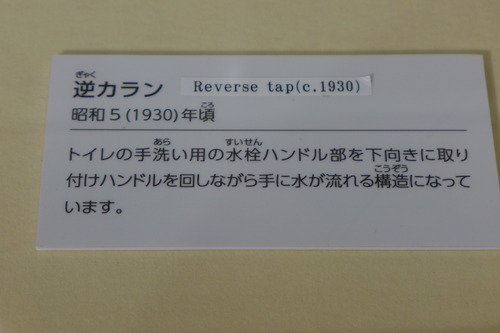 逆カラン Reverse tap(c.1930)
昭和5(1930)年頃
トイレの手洗い用の水栓ハンドル部を下向きに取り
付けハンドルを回しながら手に水が流れる構造になって
います。